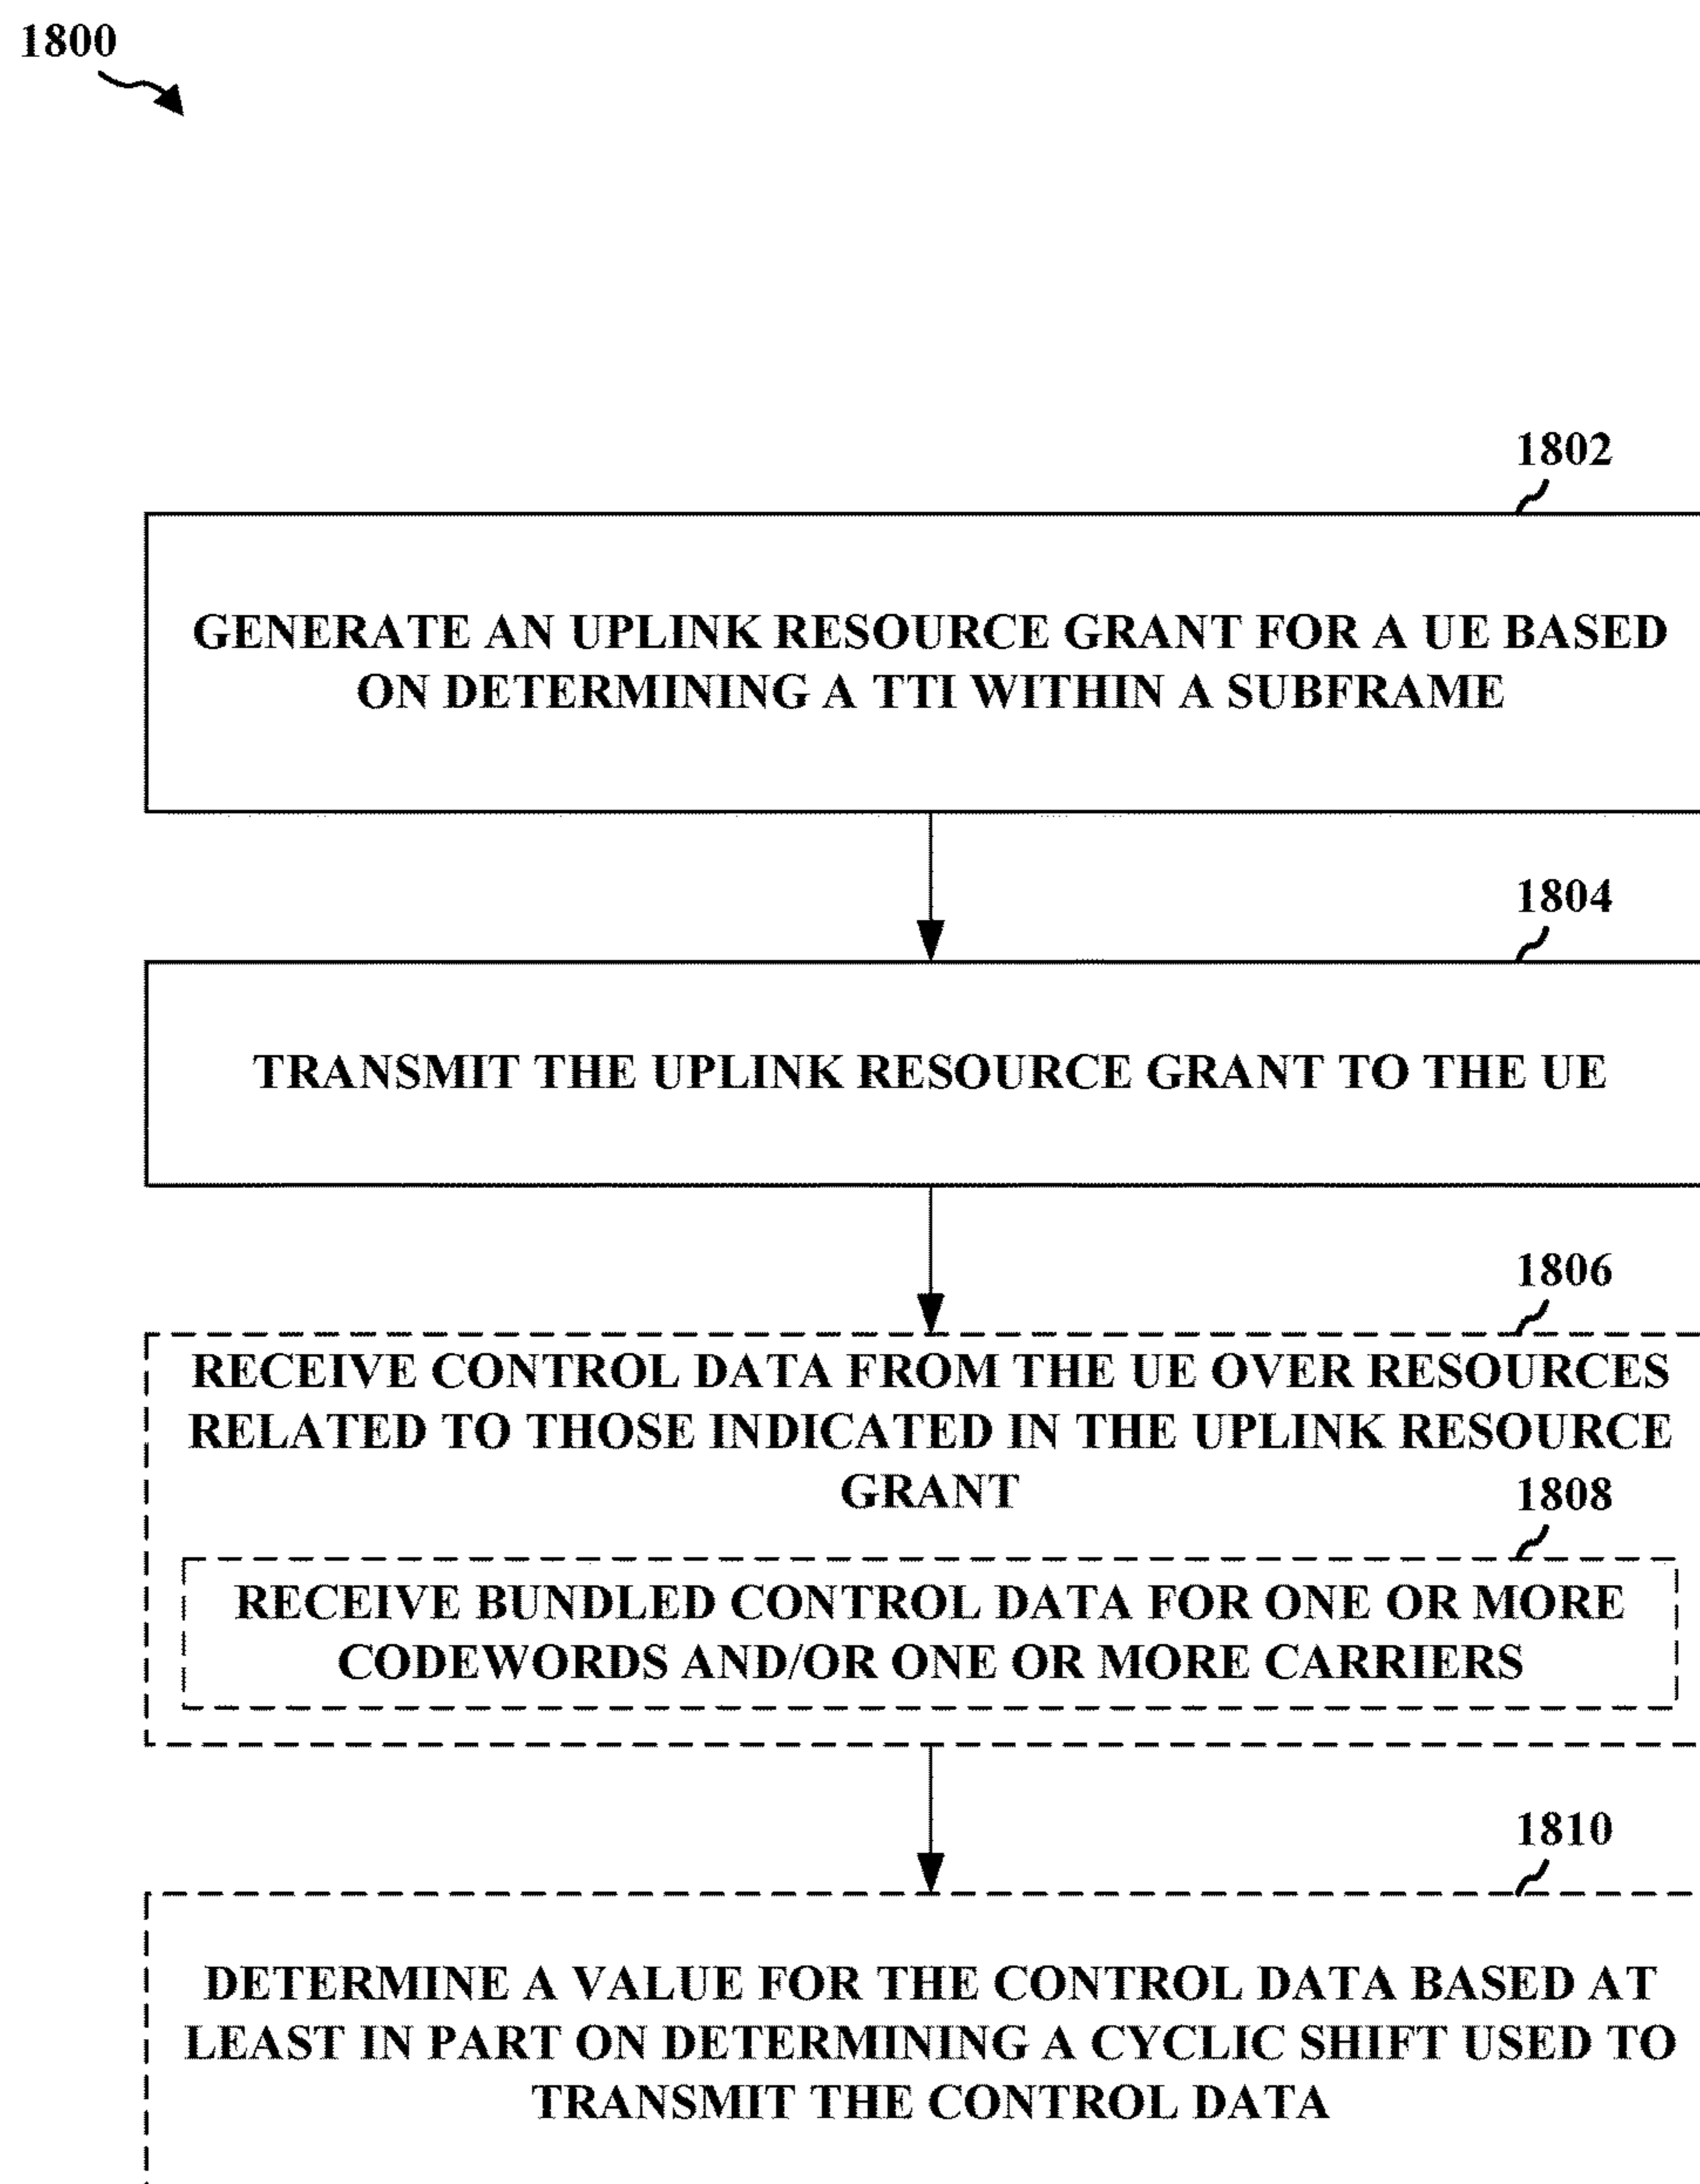 1800
1802
GENERATE AN UPLINK RESOURCE GRANT FOR A UE BASED
ON DETERMINING A TTI WITHIN A SUBFRAME
1804
TRANSMIT THE UPLINK RESOURCE GRANT TO THE UE
1806
RECEIVE CONTROL DATA FROM THE UE OVER RESOURCES
RELATED TO THOSE INDICATED IN THE UPLINK RESOURCE
GRANT
1808
RECEIVE BUNDLED CONTROL DATA FOR ONE OR MORE
CODEWORDS AND/OR ONE OR MORE CARRIERS
1810
DETERMINE A VALUE FOR THE CONTROL DATA BASED AT
LEAST IN PART ON DETERMINING A CYCLIC SHIFT USED TO
TRANSMIT THE CONTROL DATA